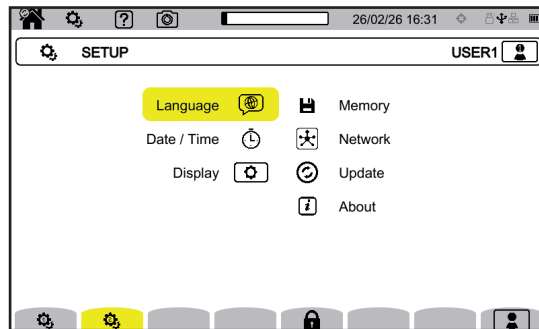 26/02/26 16:31
SETUP USER1
Language Memory
Date / Time Network
Display Update
About